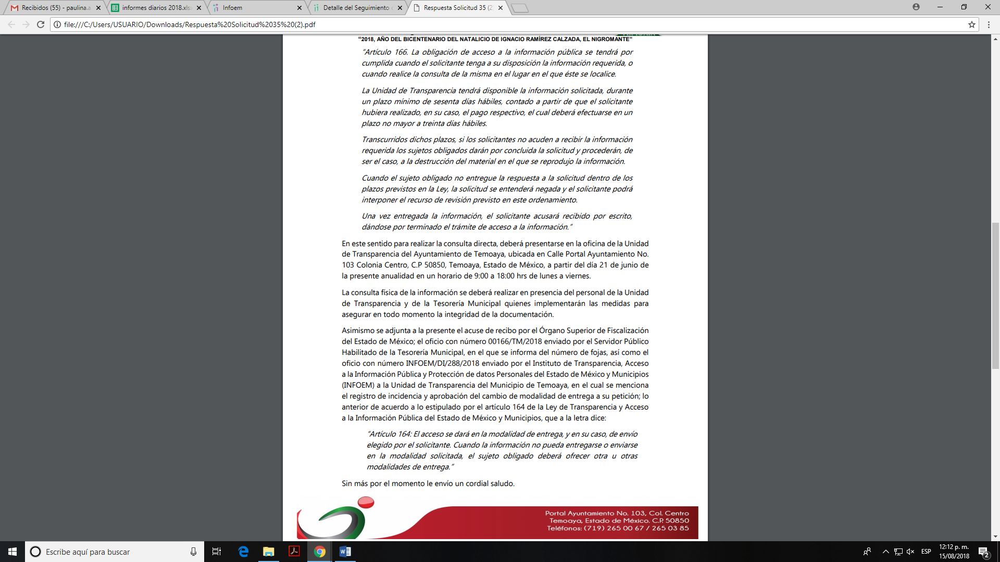 Recibidos (55) - paulina.a
informes diarios 2018.xlsx
Infoem
Detalle del Seguimiento
Respuesta Solicitud 35 (2
file:///C:/Users/USUARIO/Downloads/Respuesta%20Solicitud%2035%20(2).pdf
“2018, AÑO DEL BICENTENARIO DEL NATALICIO DE IGNACIO RAMÍREZ CALZADA, EL NIGROMANTE”
“Artículo 166. La obligación de acceso a la información pública se tendrá por
cumplida cuando el solicitante tenga a su disposición la información requerida, o
cuando realice la consulta de la misma en el lugar en el que éste se localice.
La Unidad de Transparencia tendrá disponible la información solicitada, durante
un plazo mínimo de sesenta días hábiles, contado a partir de que el solicitante
hubiera realizado, en su caso, el pago respectivo, el cual deberá efectuarse en un
plazo no mayor a treinta días hábiles.
Transcurridos dichos plazos, si los solicitantes no acuden a recibir la información
requerida los sujetos obligados darán por concluida la solicitud y procederán, de
ser el caso, a la destrucción del material en el que se reprodujo la información.
Cuando el sujeto obligado no entregue la respuesta a la solicitud dentro de los
plazos previstos en la Ley, la solicitud se entenderá negada y el solicitante podrá
interponer el recurso de revisión previsto en este ordenamiento.
Una vez entregada la información, el solicitante acusará recibido por escrito,
dándose por terminado el trámite de acceso a la información.”
En este sentido para realizar la consulta directa, deberá presentarse en la oficina de la Unidad
de Transparencia del Ayuntamiento de Temoaya, ubicada en Calle Portal Ayuntamiento No.
103 Colonia Centro, C.P 50850, Temoaya, Estado de México, a partir del día 21 de junio de
la presente anualidad en un horario de 9:00 a 18:00 hrs de lunes a viernes.
La consulta física de la información se deberá realizar en presencia del personal de la Unidad
de Transparencia y de la Tesorería Municipal quienes implementarán las medidas para
asegurar en todo momento la integridad de la documentación.
Asimismo se adjunta a la presente el acuse de recibo por el Órgano Superior de Fiscalización
del Estado de México; el oficio con número 00166/TM/2018 enviado por el Servidor Público
Habilitado de la Tesorería Municipal, en el que se informa del número de fojas, así como el
oficio con número INFOEM/DI/288/2018 enviado por el Instituto de Transparencia, Acceso
a la Información Pública y Protección de datos Personales del Estado de México y Municipios
(INFOEM) a la Unidad de Transparencia del Municipio de Temoaya, en el cual se menciona
el registro de incidencia y aprobación del cambio de modalidad de entrega a su petición; lo
anterior de acuerdo a lo estipulado por el artículo 164 de la Ley de Transparencia y Acceso
a la Información Pública del Estado de México y Municipios, que a la letra dice:
“Artículo 164: El acceso se dará en la modalidad de entrega, y en su caso, de envío
elegido por el solicitante. Cuando la información no pueda entregarse o enviarse
en la modalidad solicitada, el sujeto obligado deberá ofrecer otra u otras
modalidades de entrega.”
Sin más por el momento le envío un cordial saludo.
Portal Ayuntamiento No. 103, Col. Centro
Temoaya, Estado de México. C.P. 50850
Teléfonos: (719) 265 00 67 / 265 03 85
Escribe aquí para buscar
ESP
12:12 p. m.
15/08/2018
2